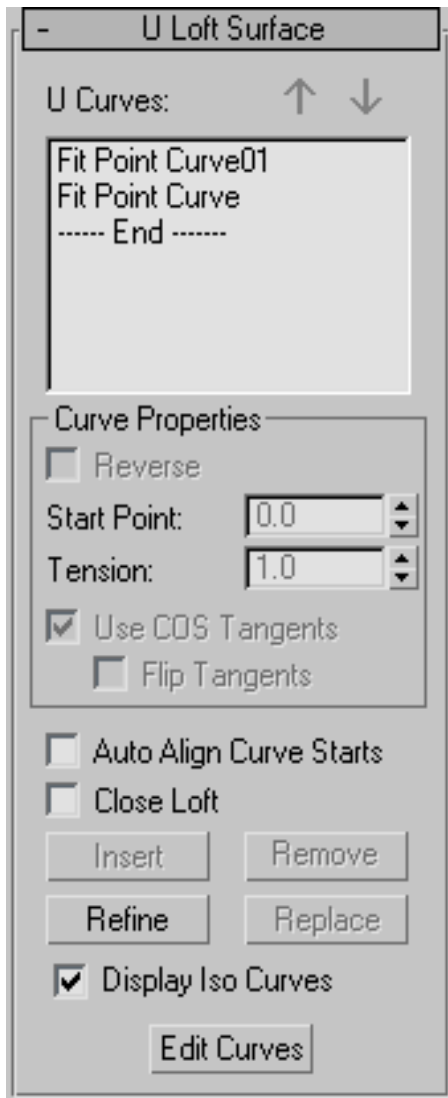 - U Loft Surface
U Curves:
Fit Point Curve01
Fit Point Curve
------ End -------
Curve Properties
Reverse
Start Point: 0.0
Tension: 1.0
Use COS Tangents
Flip Tangents
Auto Align Curve Starts
Close Loft
Insert Remove
Refine Replace
Display Iso Curves
Edit Curves